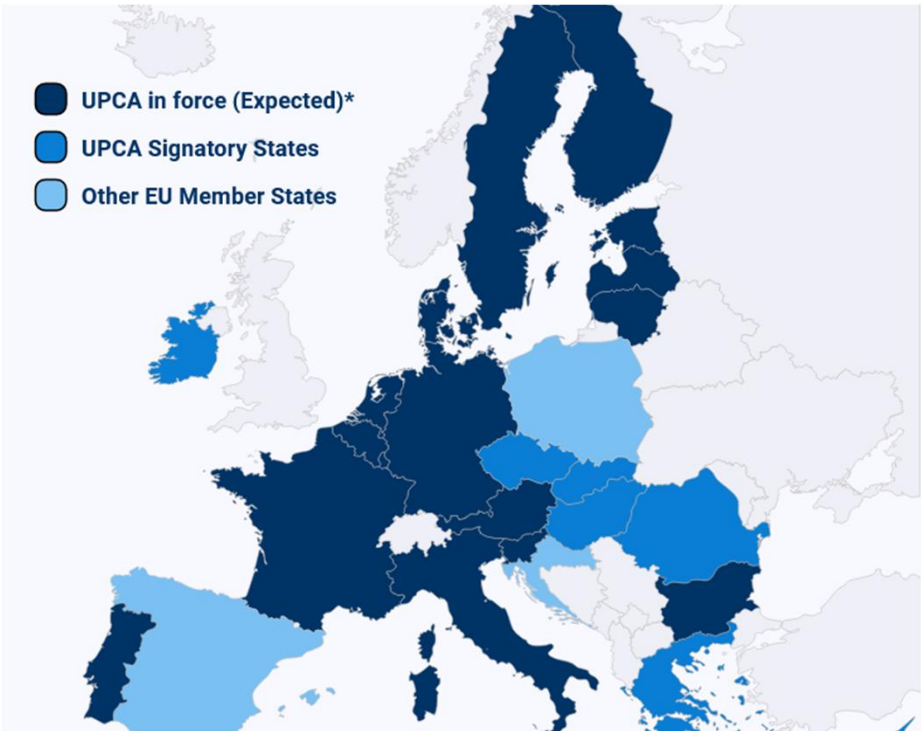 UPCA in force (Expected)*
UPCA Signatory States
Other EU Member States